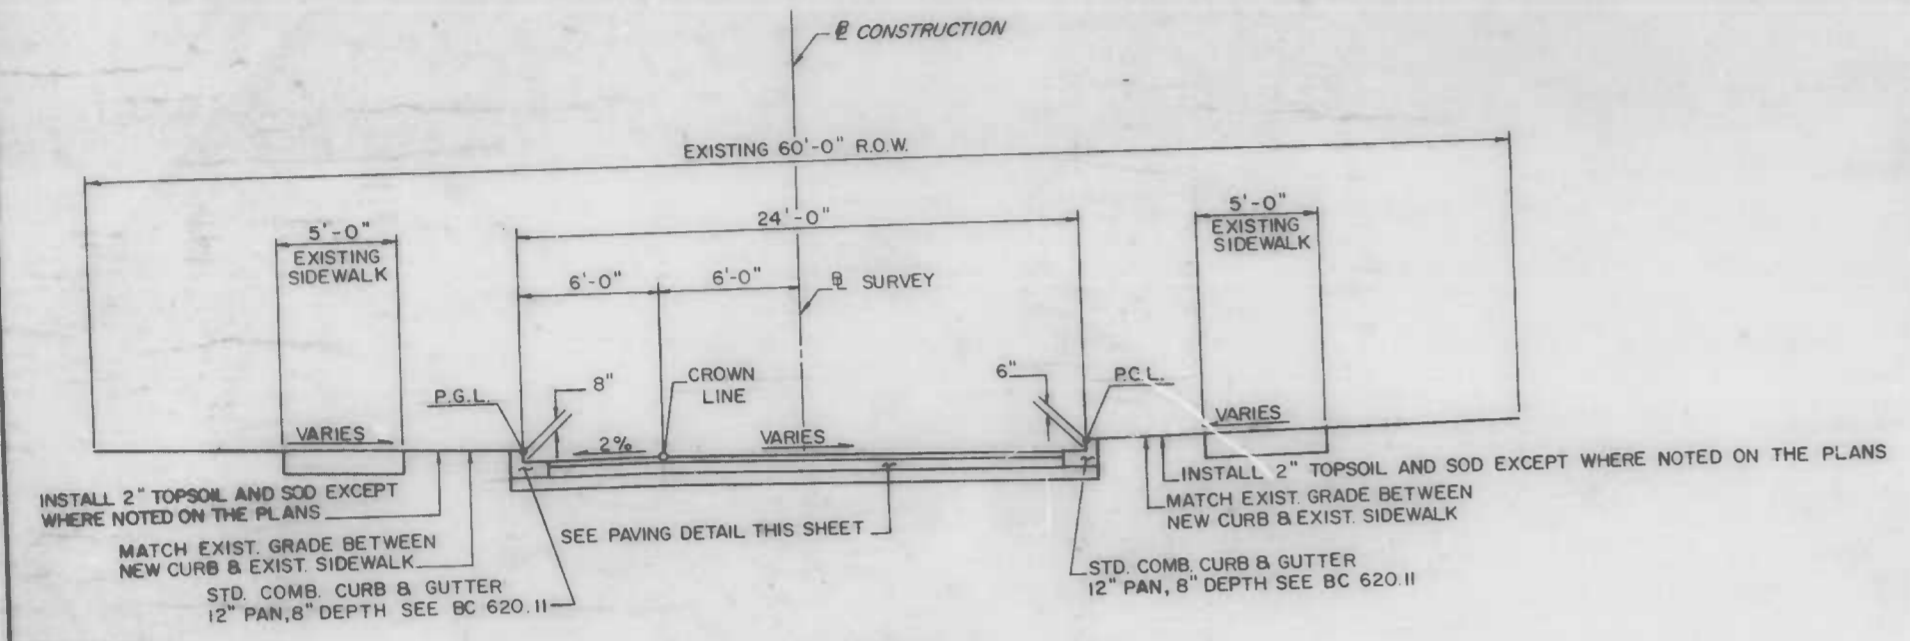 ℄ CONSTRUCTION
EXISTING 60'-0" R.O.W.
24'-0"
5'-0"
EXISTING
SIDEWALK
5'-0"
EXISTING
SIDEWALK
6'-0"
6'-0"
℄ SURVEY
P.G.L.
8"
CROWN
LINE
6"
P.C.L.
VARIES
2%
VARIES
VARIES
INSTALL 2" TOPSOIL AND SOD EXCEPT
WHERE NOTED ON THE PLANS
MATCH EXIST. GRADE BETWEEN
NEW CURB & EXIST. SIDEWALK
STD. COMB. CURB & GUTTER
12" PAN, 8" DEPTH SEE BC 620.11
SEE PAVING DETAIL THIS SHEET
INSTALL 2" TOPSOIL AND SOD EXCEPT WHERE NOTED ON THE PLANS
MATCH EXIST. GRADE BETWEEN
NEW CURB & EXIST. SIDEWALK
STD. COMB. CURB & GUTTER
12" PAN, 8" DEPTH SEE BC 620.11